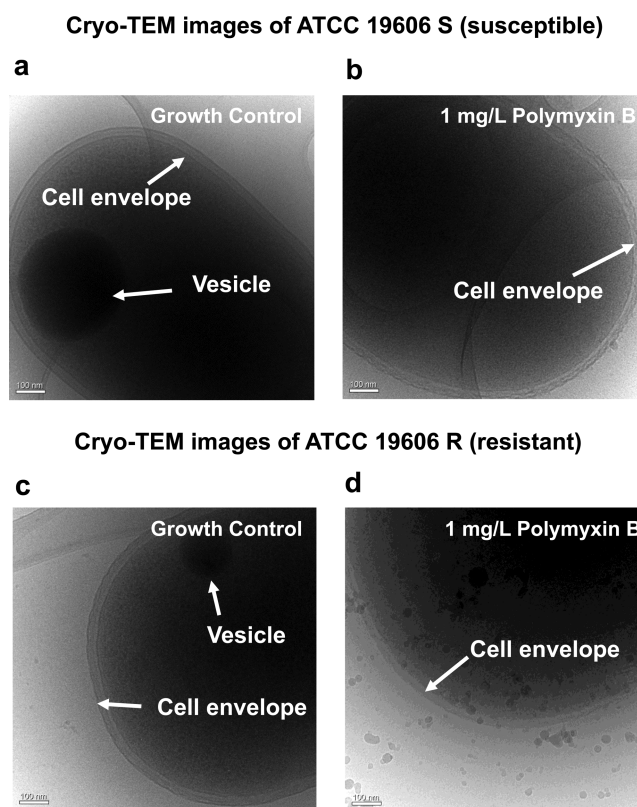 Cryo-TEM images of ATCC 19606 S (susceptible)
a
b
Growth Control
1 mg/L Polymyxin B
Cell envelope
Vesicle
Cell envelope
100 nm
100 nm
Cryo-TEM images of ATCC 19606 R (resistant)
c
d
Growth Control
1 mg/L Polymyxin B
Vesicle
Cell envelope
Cell envelope
100 nm
100 nm